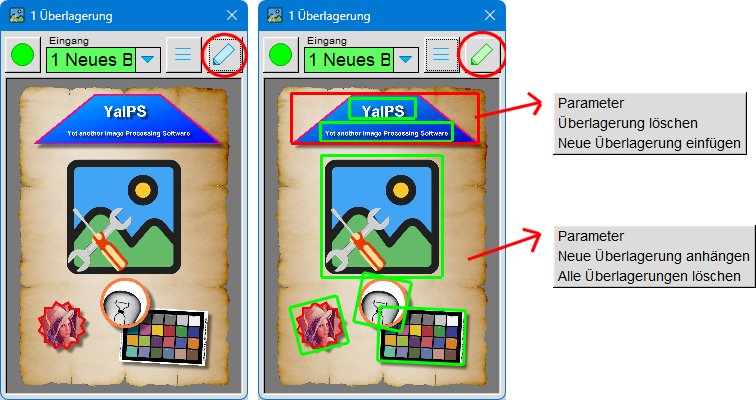 1 Überlagerung
Eingang
1 Neues B
YaIPS
Yet another Image Processing Software
1 Überlagerung
Eingang
1 Neues B
YaIPS
Yet another Image Processing Software
Parameter
Überlagerung löschen
Neue Überlagerung einfügen
Parameter
Neue Überlagerung anhängen
Alle Überlagerungen löschen